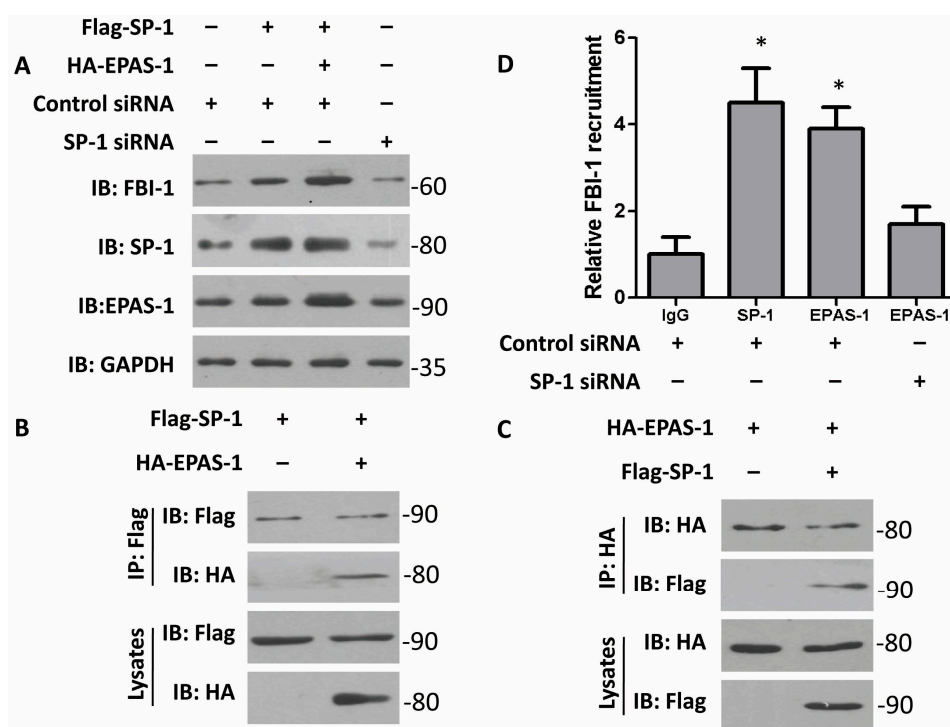 A
Flag-SP-1 – + + –
HA-EPAS-1 – – + –
Control siRNA + + + –
SP-1 siRNA – – – +
IB: FBI-1 -60
IB: SP-1 -80
IB:EPAS-1 -90
IB: GAPDH -35
B
Flag-SP-1 + +
HA-EPAS-1 – +
IP: Flag
IB: Flag -90
IB: HA -80
Lysates
IB: Flag -90
IB: HA -80
D
Relative FBI-1 recruitment
6
4
2
0
* *
IgG SP-1 EPAS-1 EPAS-1
Control siRNA + + + –
SP-1 siRNA – – – +
C
HA-EPAS-1 + +
Flag-SP-1 – +
IP: HA
IB: HA -80
IB: Flag -90
Lysates
IB: HA -80
IB: Flag -90